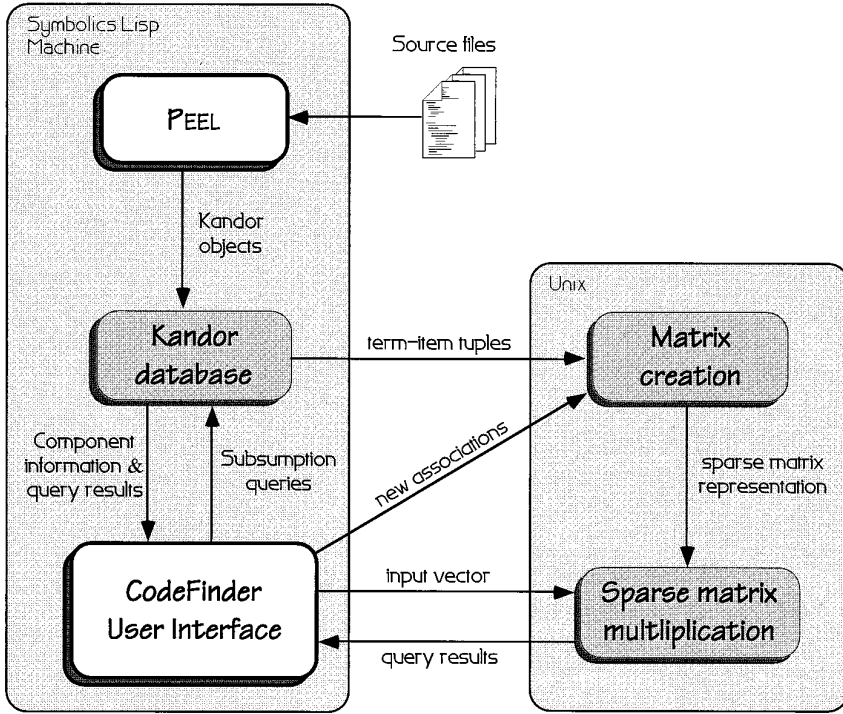 Symbolics Lisp
Machine
Source files
PEEL
Kandor
objects
Unix
Kandor
database
term-item tuples
Matrix
creation
Component
information &
query results
Subsumption
queries
new associations
sparse matrix
representation
CodeFinder
User Interface
input vector
query results
Sparse matrix
multliplication